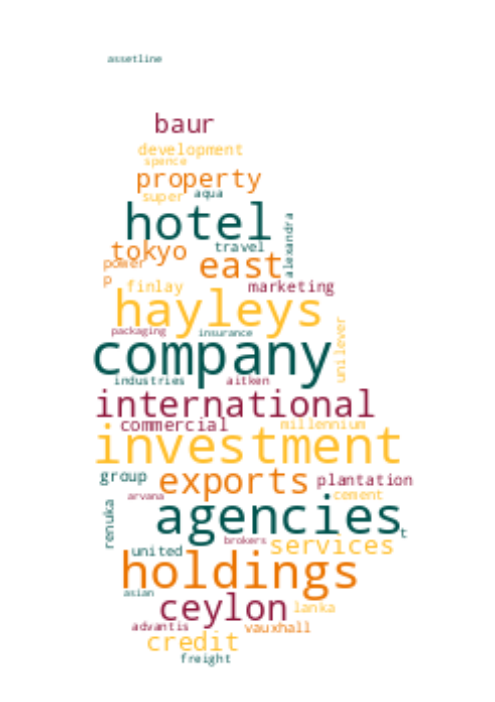 assetline
baur
development
spence
property
super aqua
hotel
alexandra
tokyo travel
power east
p finlay marketing
hayleys
packaging insurance
unilever
company
industries aitken
international
commercial millennium
investment
group exports plantation
arvana cement
renuka
agencies t
brokers services
united
holdings
asian
ceylon lanka
advantis vauxhall
credit
freight